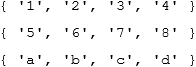 { '1', '2', '3', '4' }
{ '5', '6', '7', '8' }
{ 'a', 'b', 'c', 'd' }